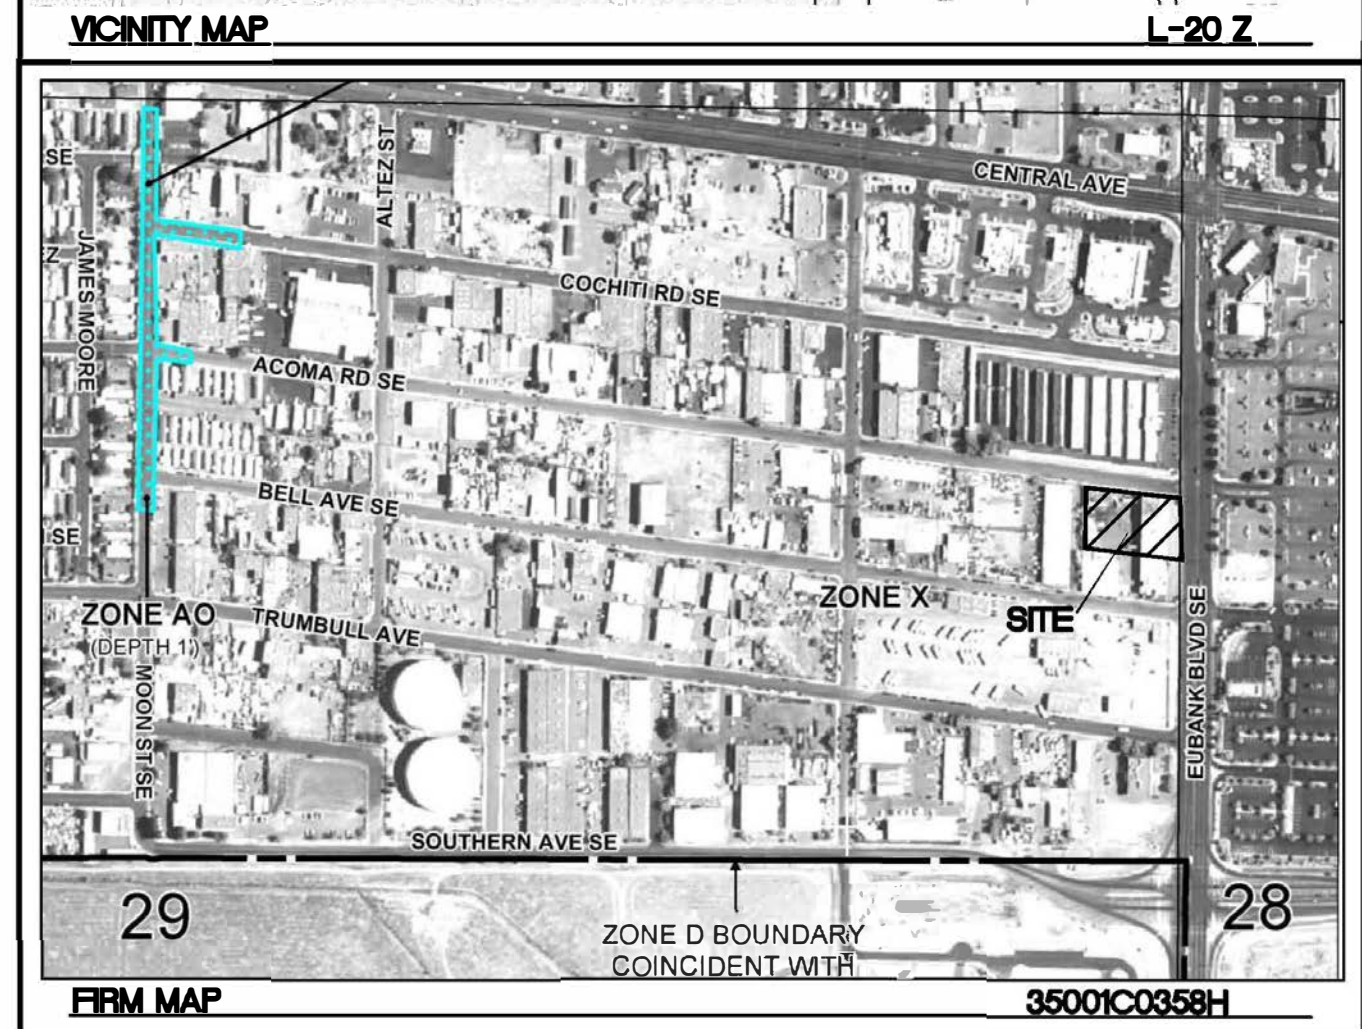 VICINITY MAP
L-20 Z
SE
CENTRAL AVE
ALTEZ ST
JAMES MOORE
EZ
COCHITI RD SE
ACOMA RD SE
BELL AVE SE
SE
ZONE AO
(DEPTH 1)
TRUMBULL AVE
ZONE X
SITE
EUBANK BLVD SE
MOON ST SE
SOUTHERN AVE SE
29
28
ZONE D BOUNDARY
COINCIDENT WITH
FIRM MAP
35001C0358H